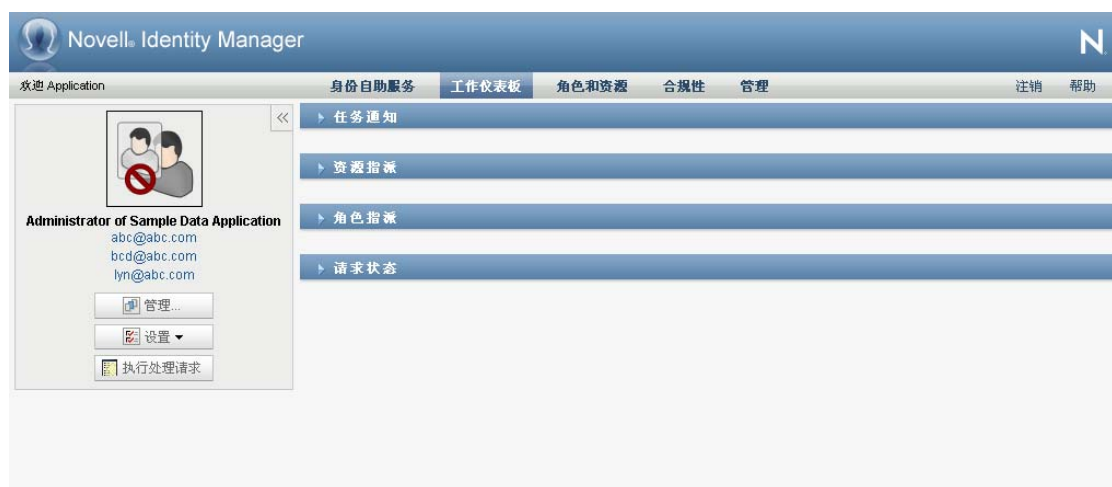 Novell® Identity Manager
N
欢迎 Application
身份自助服务 工作仪表板 角色和资源 合规性 管理 注销 帮助
任务通知
资源指派
角色指派
请求状态
Administrator of Sample Data Application
abc@abc.com
bcd@abc.com
lyn@abc.com
管理...
设置
执行处理请求